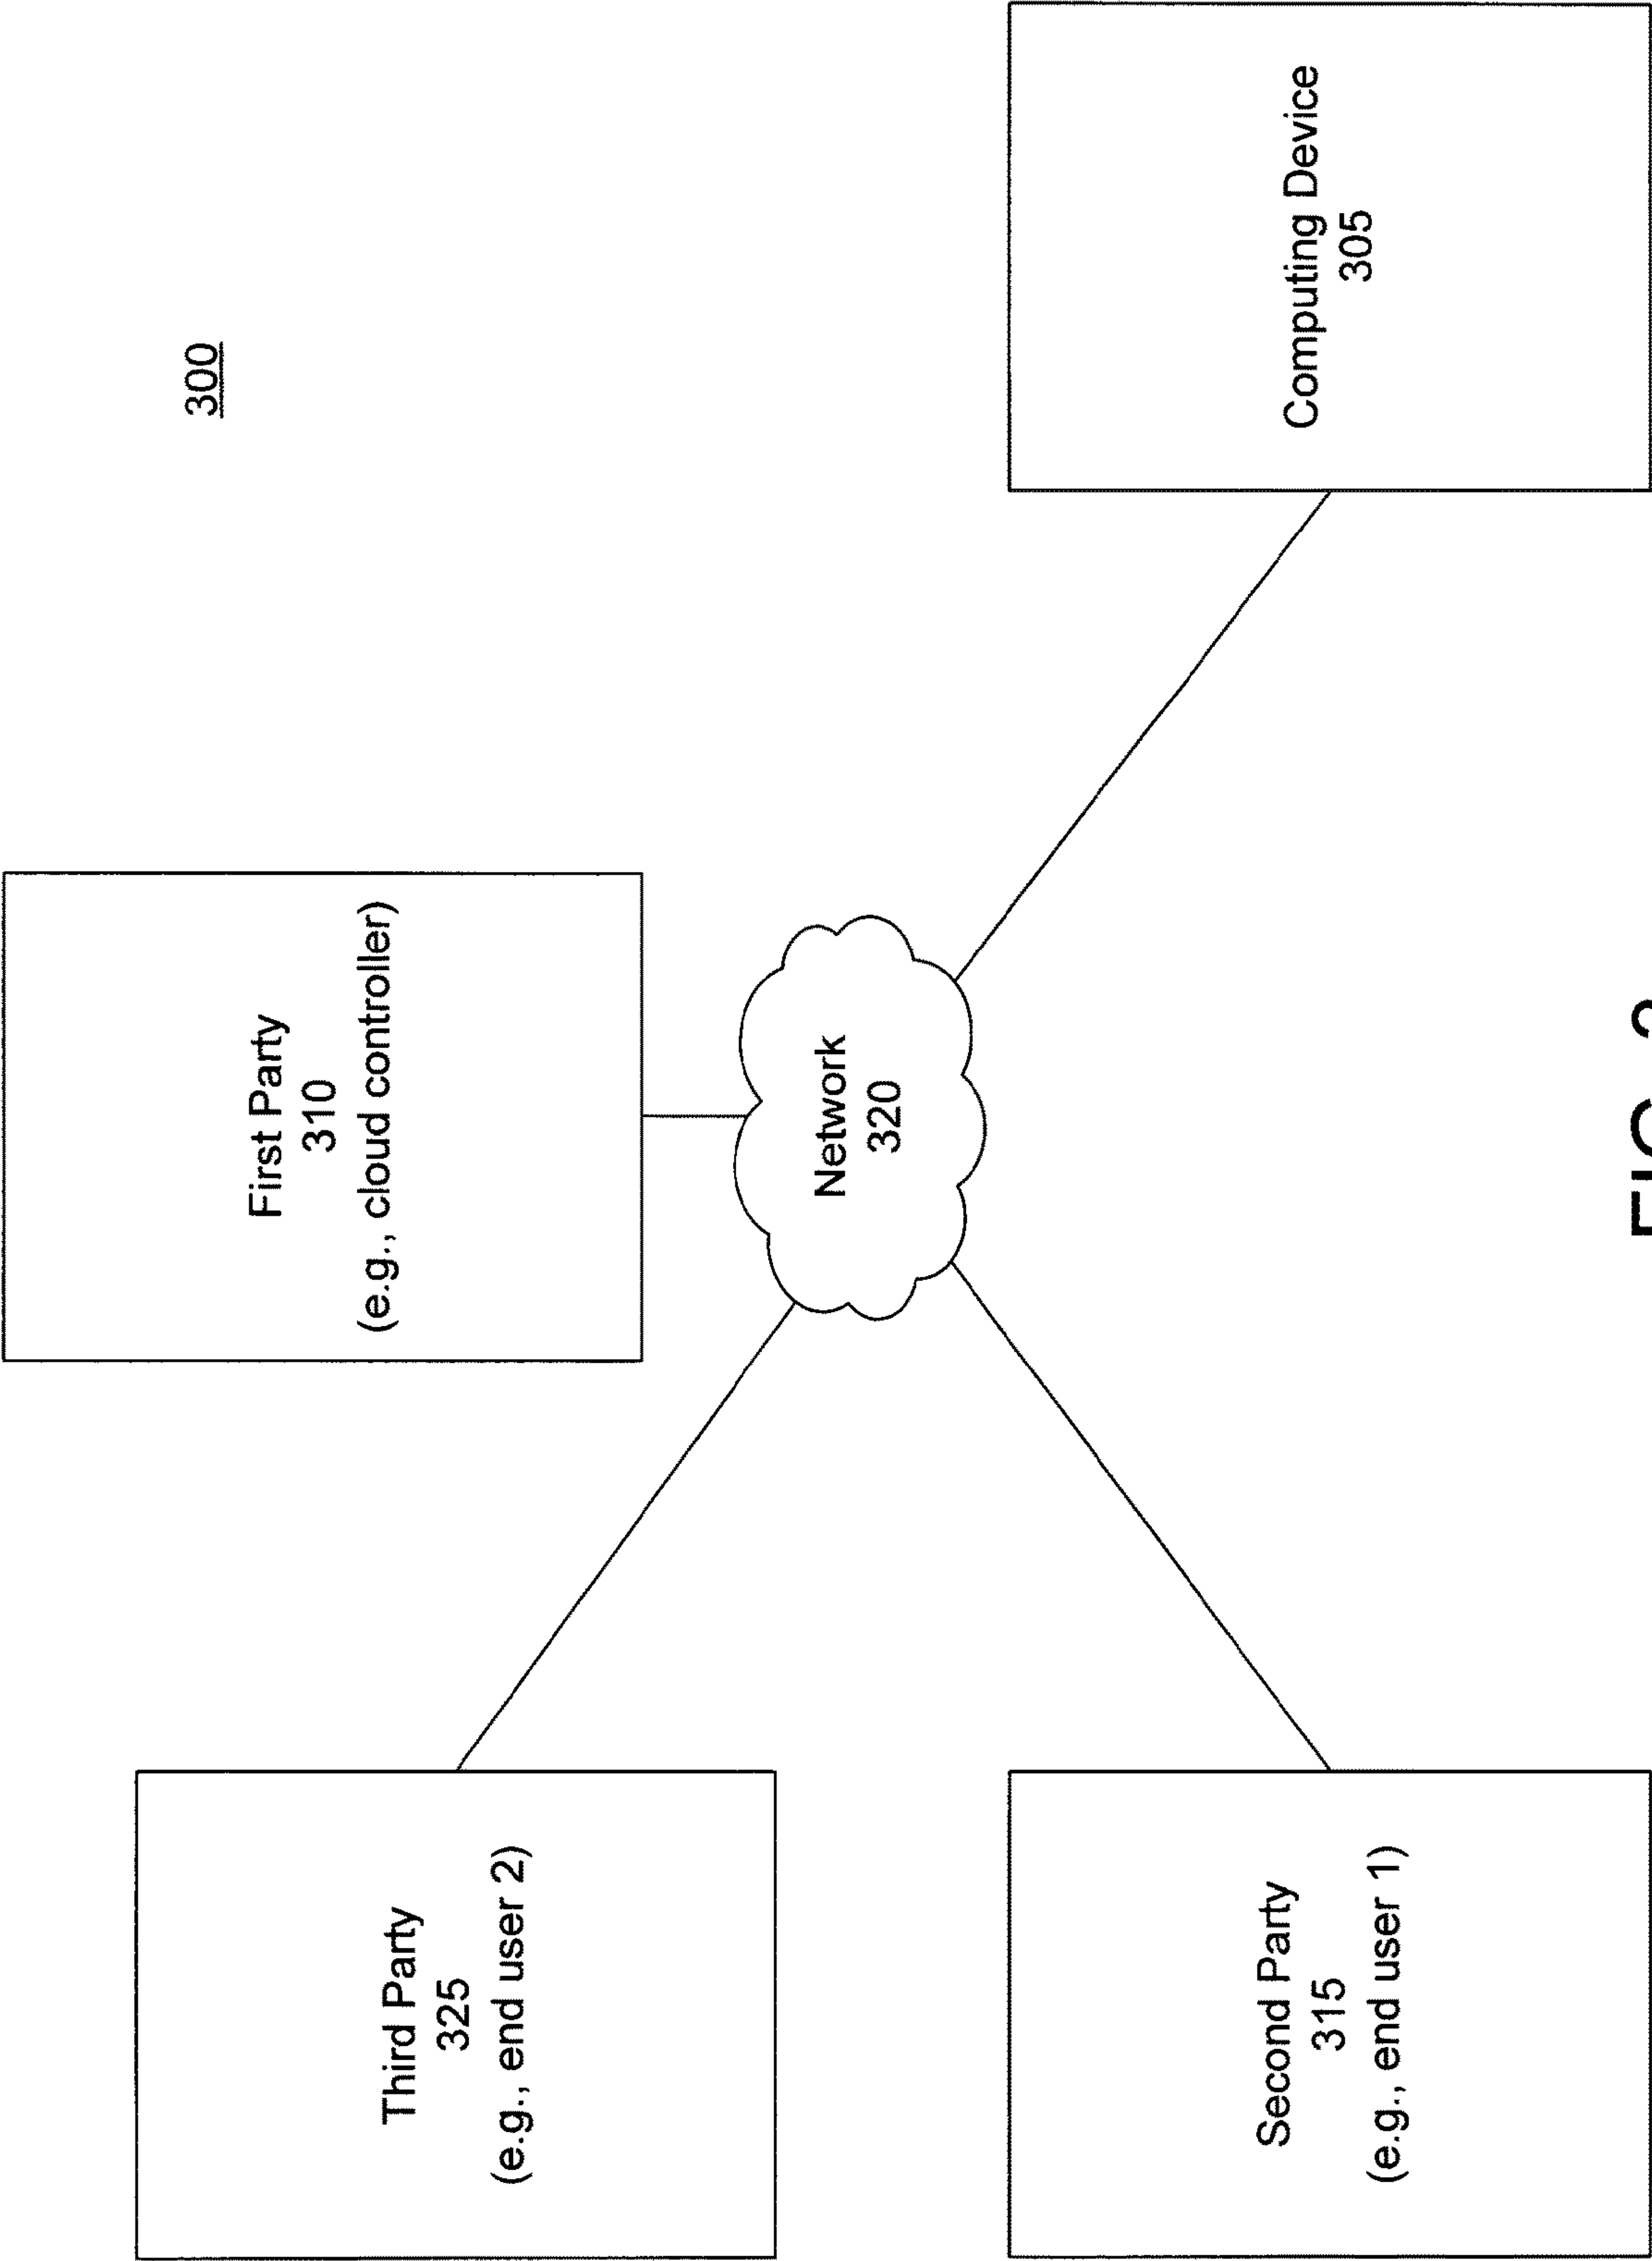 300
First Party
310
(e.g., cloud controller)
Third Party
325
(e.g., end user 2)
Network
320
Second Party
315
(e.g., end user 1)
Computing Device
305
FIG.